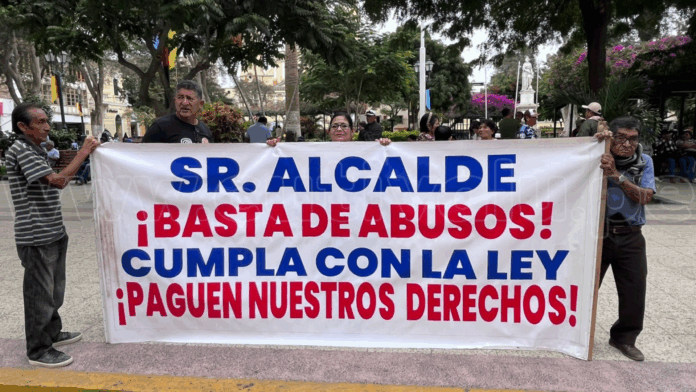 SR. ALCALDE
¡BASTA DE ABUSOS!
CUMPLA CON LA LEY
¡PAGUEN NUESTROS DERECHOS!